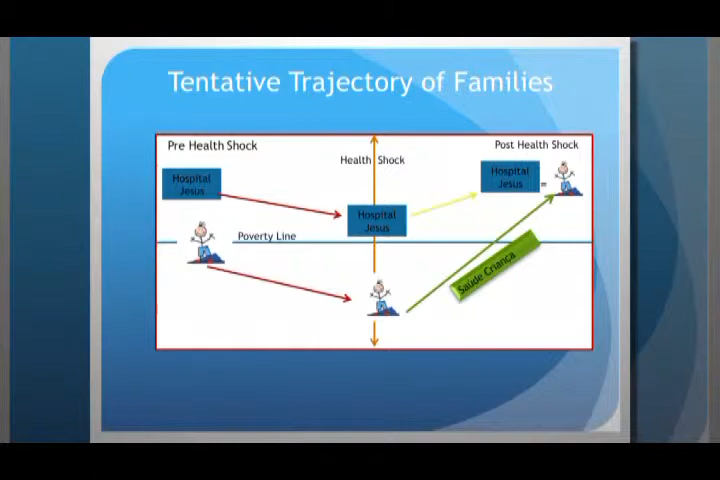 Tentative Trajectory of Families
Pre Health Shock
Post Health Shock
Health Shock
Hospital
Jesus
Hospital
Jesus
=
Hospital
Jesus
Poverty Line
Saúde Criança